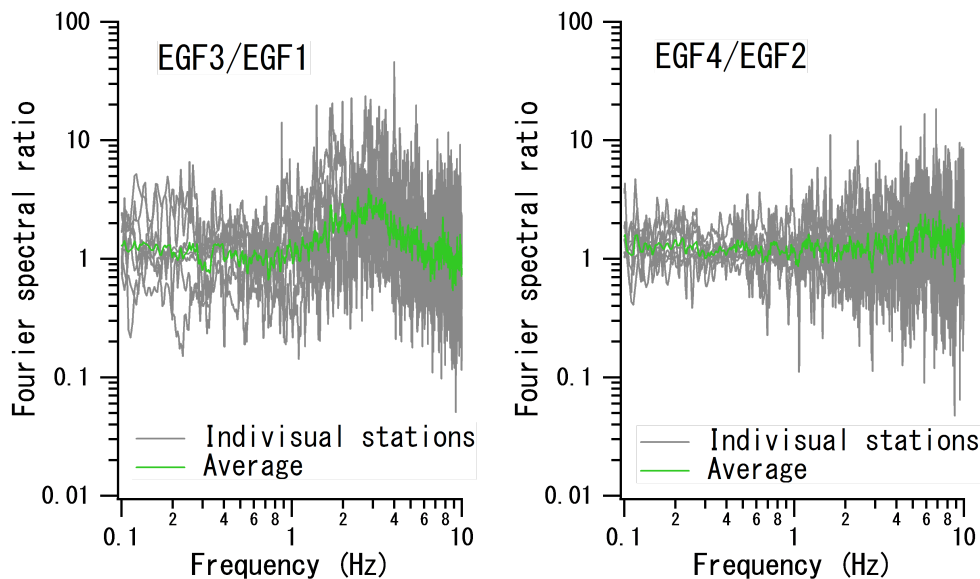 EGF3/EGF1
Fourier spectral ratio
100
10
1
0.1
0.01
Indivisual stations
Average
0.1 2 4 6 8 1 2 4 6 8 10
Frequency (Hz)
EGF4/EGF2
Fourier spectral ratio
100
10
1
0.1
0.01
Indivisual stations
Average
0.1 2 4 6 8 1 2 4 6 8 10
Frequency (Hz)